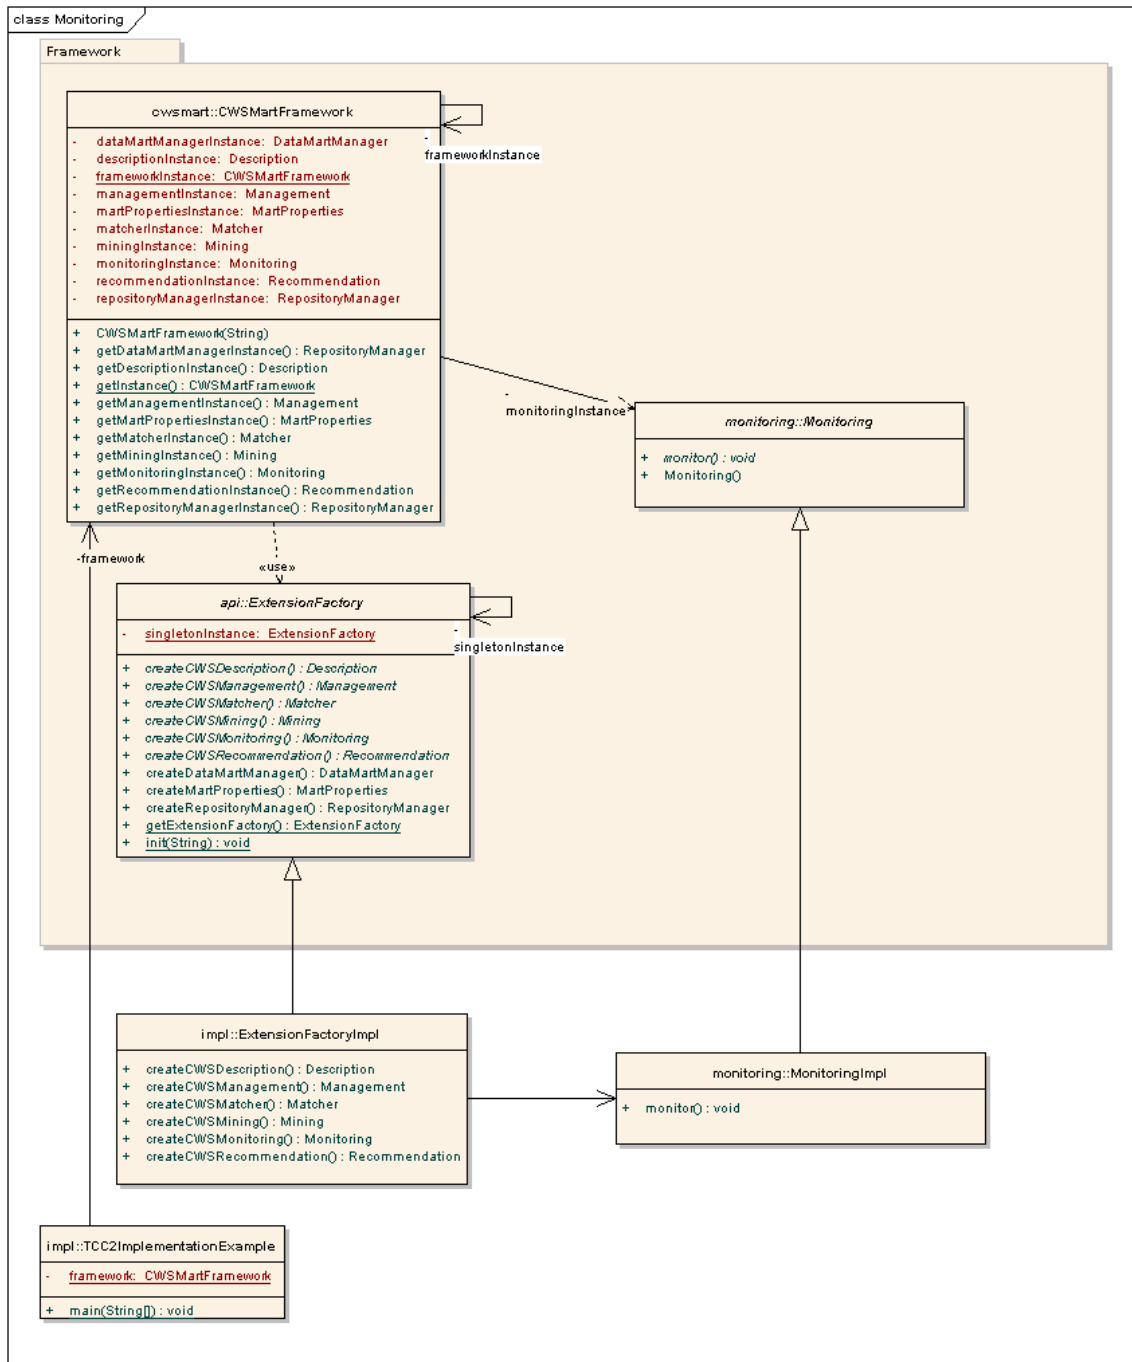 class Monitoring
Framework
cwsmart::CWSMartFramework
- dataMartManagerInstance: DataMartManager
- descriptionInstance: Description
- frameworkInstance: CWSMartFramework
- managementInstance: Management
- martPropertiesInstance: MartProperties
- matcherInstance: Matcher
- miningInstance: Mining
- monitoringInstance: Monitoring
- recommendationInstance: Recommendation
- repositoryManagerInstance: RepositoryManager
+ CWSMartFramework(String)
+ getDataMartManagerInstance() : RepositoryManager
+ getDescriptionInstance() : Description
+ getInstance() : CWSMartFramework
+ getManagementInstance() : Management
+ getMartPropertiesInstance() : MartProperties
+ getMatcherInstance() : Matcher
+ getMiningInstance() : Mining
+ getMonitoringInstance() : Monitoring
+ getRecommendationInstance() : Recommendation
+ getRepositoryManagerInstance() : RepositoryManager
-
frameworkInstance
-
monitoringInstance
monitoring::Monitoring
+ monitor() : void
+ Monitoring()
-framework
«use»
api::ExtensionFactory
- singletonInstance: ExtensionFactory
+ createCWSDescription() : Description
+ createCWSManagement() : Management
+ createCWSMatcher() : Matcher
+ createCWSMining() : Mining
+ createCWSMonitoring() : Monitoring
+ createCWSRecommendation() : Recommendation
+ createDataMartManager() : DataMartManager
+ createMartProperties() : MartProperties
+ createRepositoryManager() : RepositoryManager
+ getExtensionFactory() : ExtensionFactory
+ init(String) : void
-
singletonInstance
impl::ExtensionFactoryImpl
+ createCWSDescription() : Description
+ createCWSManagement() : Management
+ createCWSMatcher() : Matcher
+ createCWSMining() : Mining
+ createCWSMonitoring() : Monitoring
+ createCWSRecommendation() : Recommendation
monitoring::MonitoringImpl
+ monitor() : void
impl::TCC2ImplementationExample
- framework: CWSMartFramework
+ main(String[]) : void